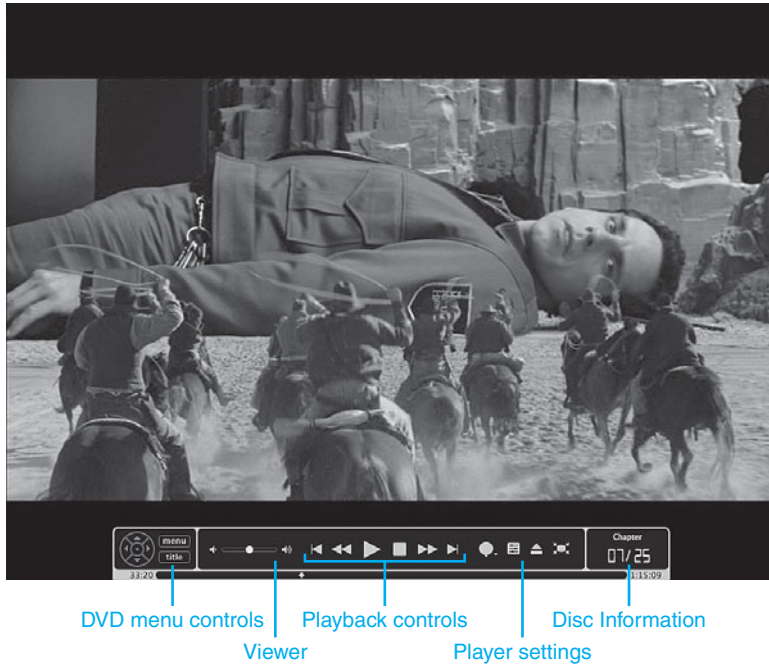 menu
title
Chapter
07/25
33:20
1:15:09
DVD menu controls
Playback controls
Disc Information
Viewer
Player settings